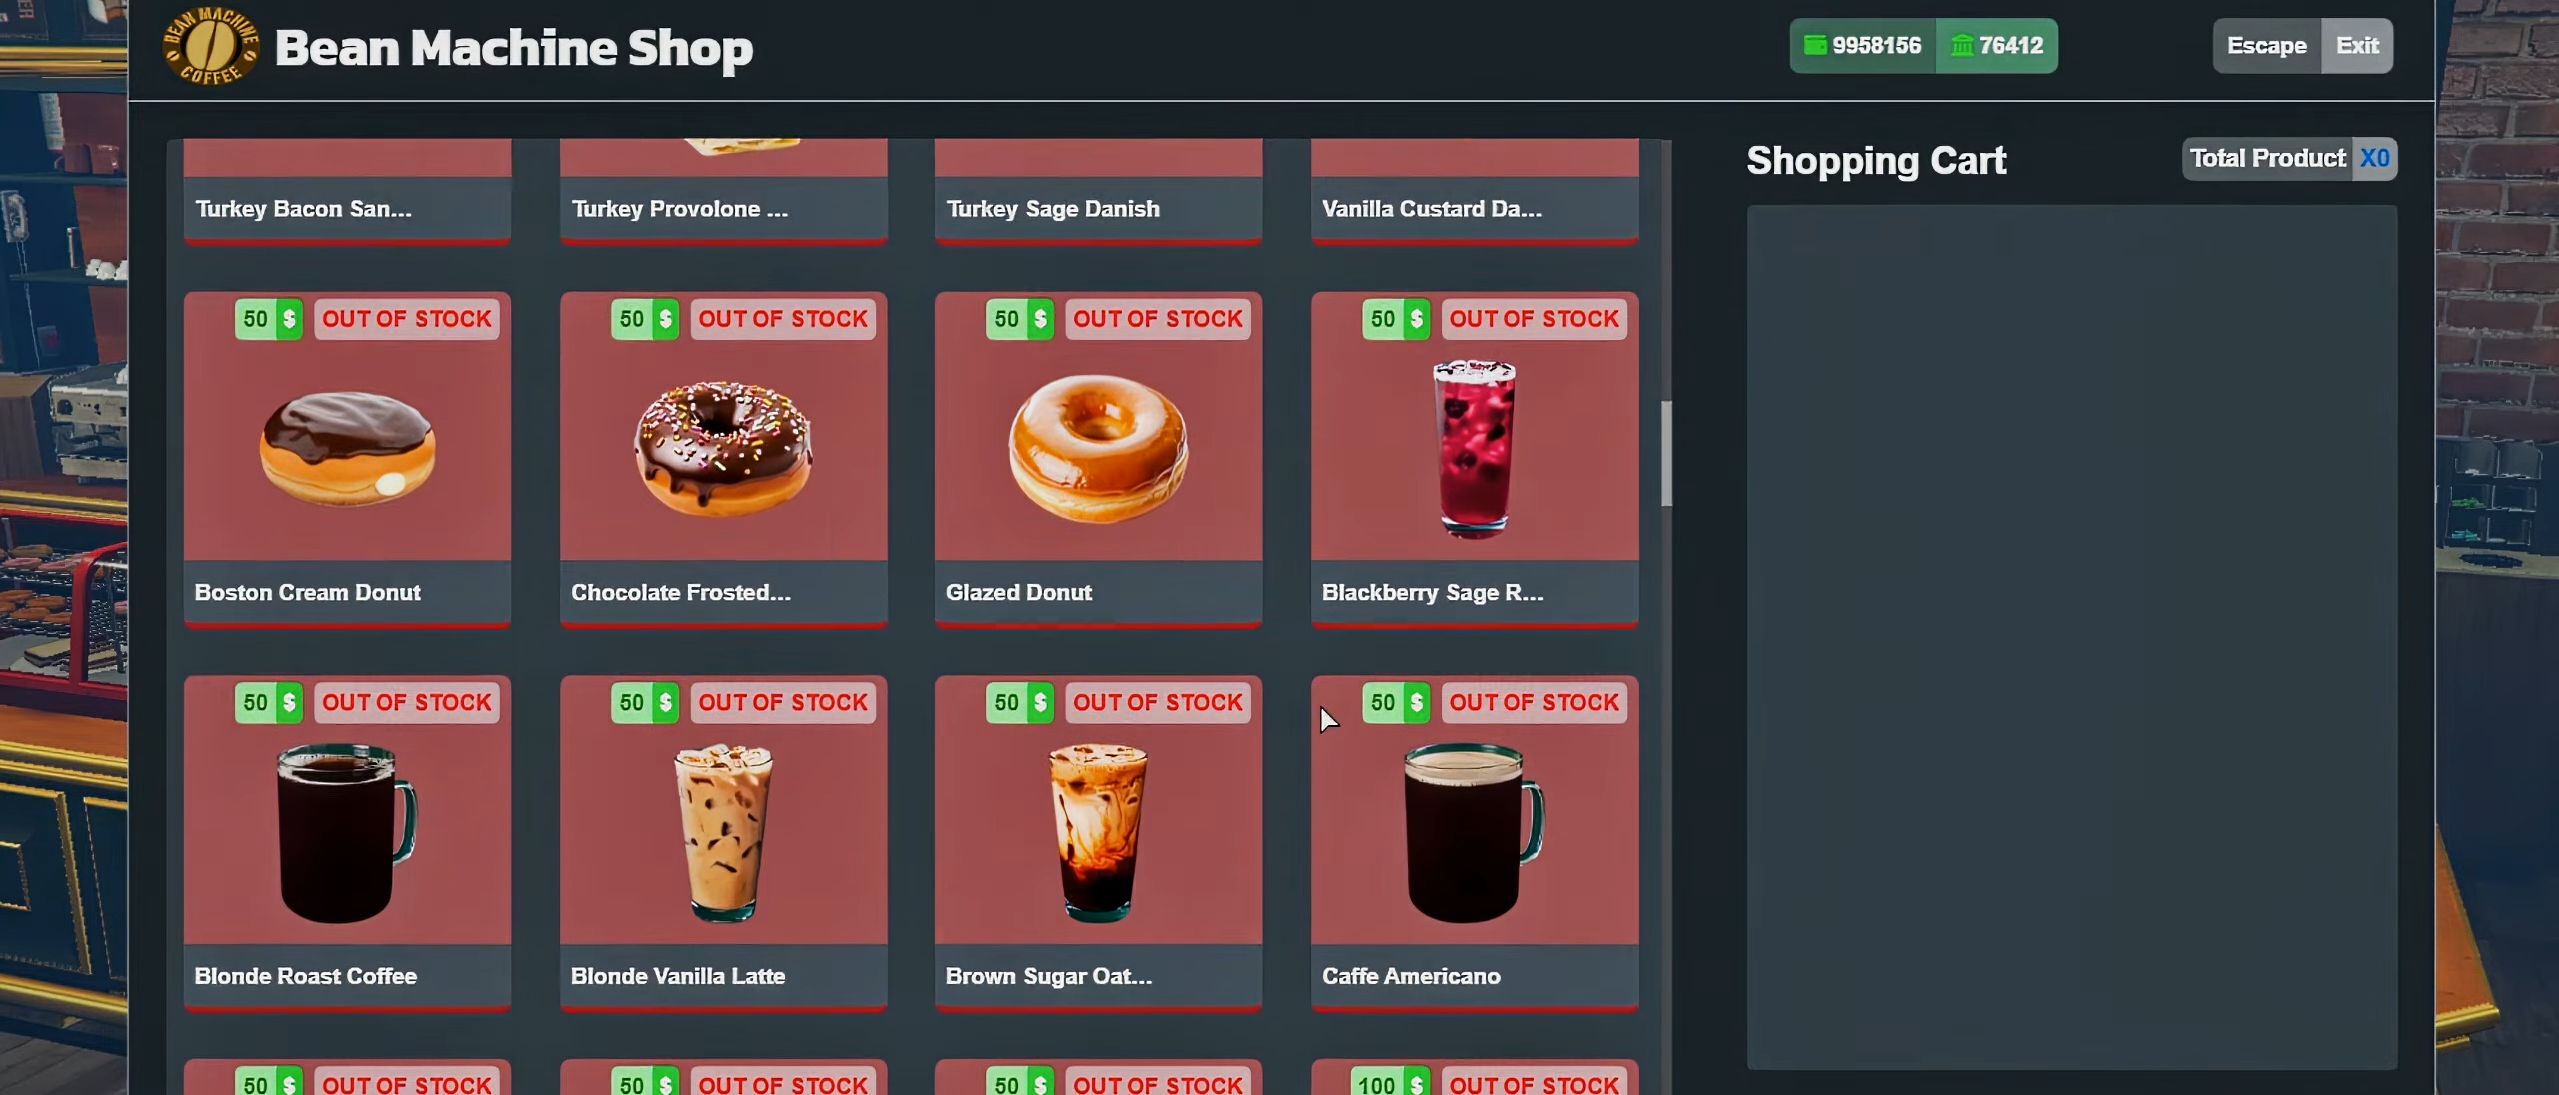 BEAN MACHINE
COFFEE
Bean Machine Shop
9958156
76412
Escape
Exit
Turkey Bacon San...
Turkey Provolone ...
Turkey Sage Danish
Vanilla Custard Da...
Shopping Cart
Total Product X0
50 $ OUT OF STOCK
50 $ OUT OF STOCK
50 $ OUT OF STOCK
50 $ OUT OF STOCK
Boston Cream Donut
Chocolate Frosted...
Glazed Donut
Blackberry Sage R...
50 $ OUT OF STOCK
50 $ OUT OF STOCK
50 $ OUT OF STOCK
50 $ OUT OF STOCK
Blonde Roast Coffee
Blonde Vanilla Latte
Brown Sugar Oat...
Caffe Americano
50 $ OUT OF STOCK
50 $ OUT OF STOCK
50 $ OUT OF STOCK
100 $ OUT OF STOCK